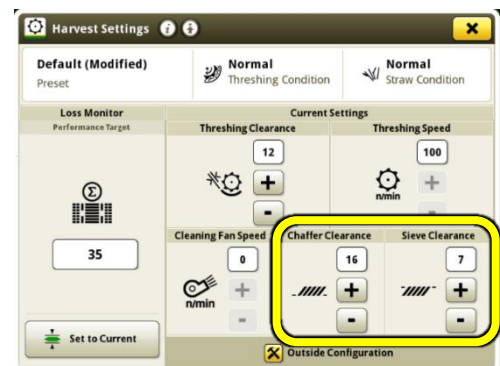 Harvest Settings
Default (Modified)
Preset
Normal
Threshing Condition
Normal
Straw Condition
Loss Monitor
Performance Target
35
Set to Current
Current Settings
Threshing Clearance
12
+
-
Threshing Speed
100
n/min
+
-
Cleaning Fan Speed
0
n/min
+
-
Chaffer Clearance
16
+
-
Sieve Clearance
7
+
-
Outside Configuration